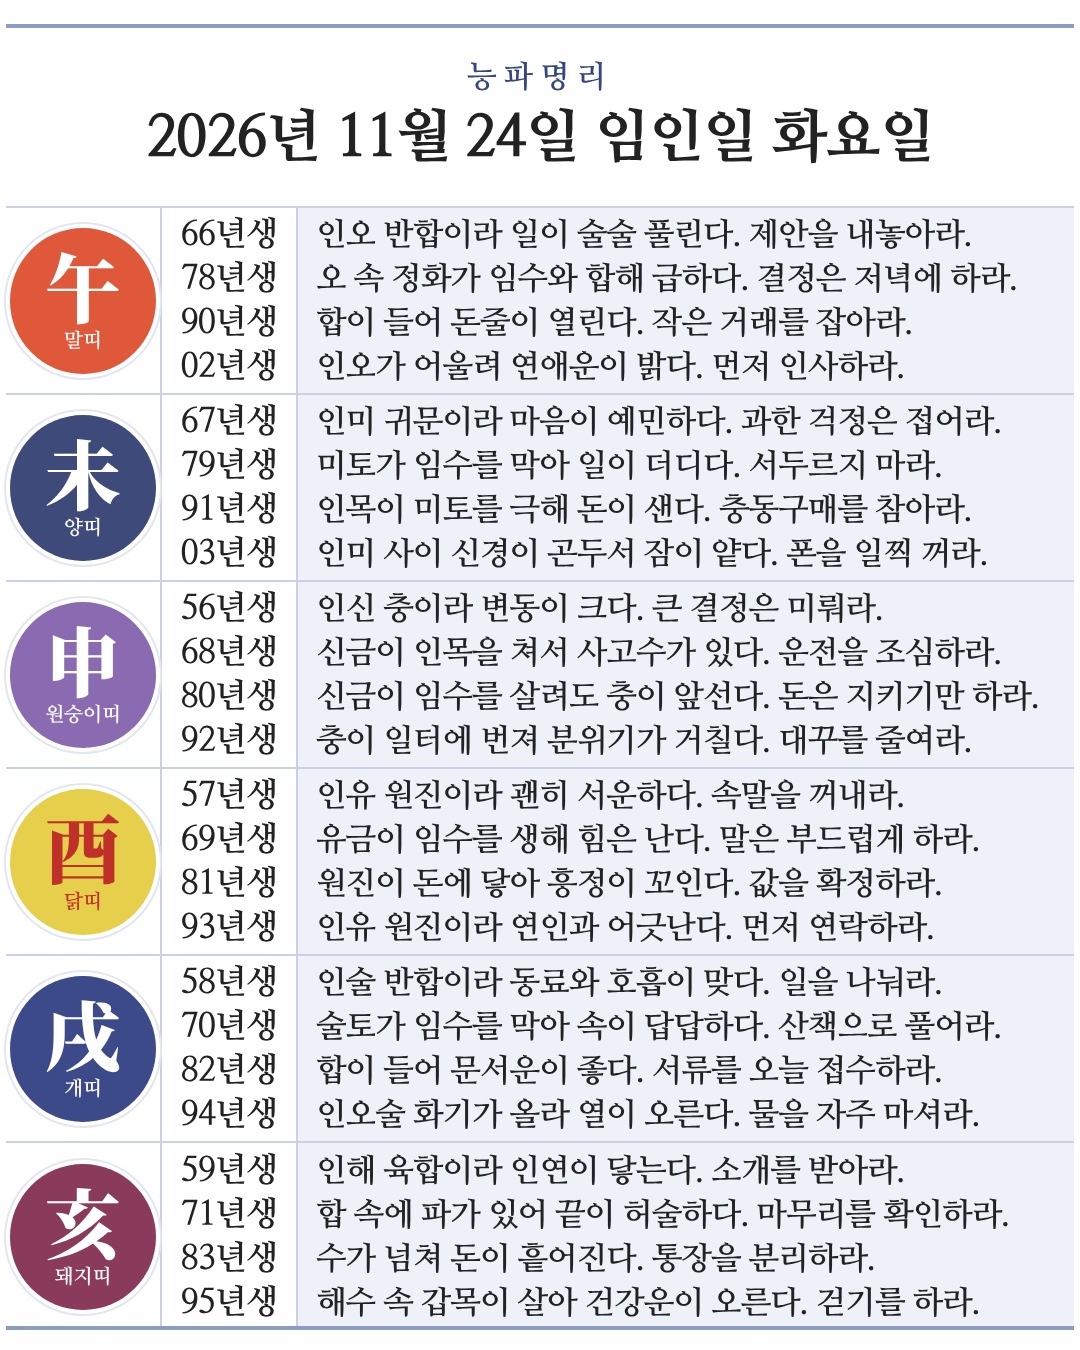 능파명리
2026년 11월 24일 임인일 화요일
午
말띠
66년생 인오 반합이라 일이 술술 풀린다. 제안을 내놓아라.
78년생 오 속 정화가 임수와 합해 급하다. 결정은 저녁에 하라.
90년생 합이 들어 돈줄이 열린다. 작은 거래를 잡아라.
02년생 인오가 어울려 연애운이 밝다. 먼저 인사하라.
未
양띠
67년생 인미 귀문이라 마음이 예민하다. 과한 걱정은 접어라.
79년생 미토가 임수를 막아 일이 더디다. 서두르지 마라.
91년생 인목이 미토를 극해 돈이 샌다. 충동구매를 참아라.
03년생 인미 사이 신경이 곤두서 잠이 얕다. 폰을 일찍 꺼라.
申
원숭이띠
56년생 인신 충이라 변동이 크다. 큰 결정은 미뤄라.
68년생 신금이 인목을 쳐서 사고수가 있다. 운전을 조심하라.
80년생 신금이 임수를 살려도 충이 앞선다. 돈은 지키기만 하라.
92년생 충이 일터에 번져 분위기가 거칠다. 대꾸를 줄여라.
酉
닭띠
57년생 인유 원진이라 괜히 서운하다. 속말을 꺼내라.
69년생 유금이 임수를 생해 힘은 난다. 말은 부드럽게 하라.
81년생 원진이 돈에 닿아 흥정이 꼬인다. 값을 확정하라.
93년생 인유 원진이라 연인과 어긋난다. 먼저 연락하라.
戌
개띠
58년생 인술 반합이라 동료와 호흡이 맞다. 일을 나눠라.
70년생 술토가 임수를 막아 속이 답답하다. 산책으로 풀어라.
82년생 합이 들어 문서운이 좋다. 서류를 오늘 접수하라.
94년생 인오술 화기가 올라 열이 오른다. 물을 자주 마셔라.
亥
돼지띠
59년생 인해 육합이라 인연이 닿는다. 소개를 받아라.
71년생 합 속에 파가 있어 끝이 허술하다. 마무리를 확인하라.
83년생 수가 넘쳐 돈이 흩어진다. 통장을 분리하라.
95년생 해수 속 갑목이 살아 건강운이 오른다. 걷기를 하라.